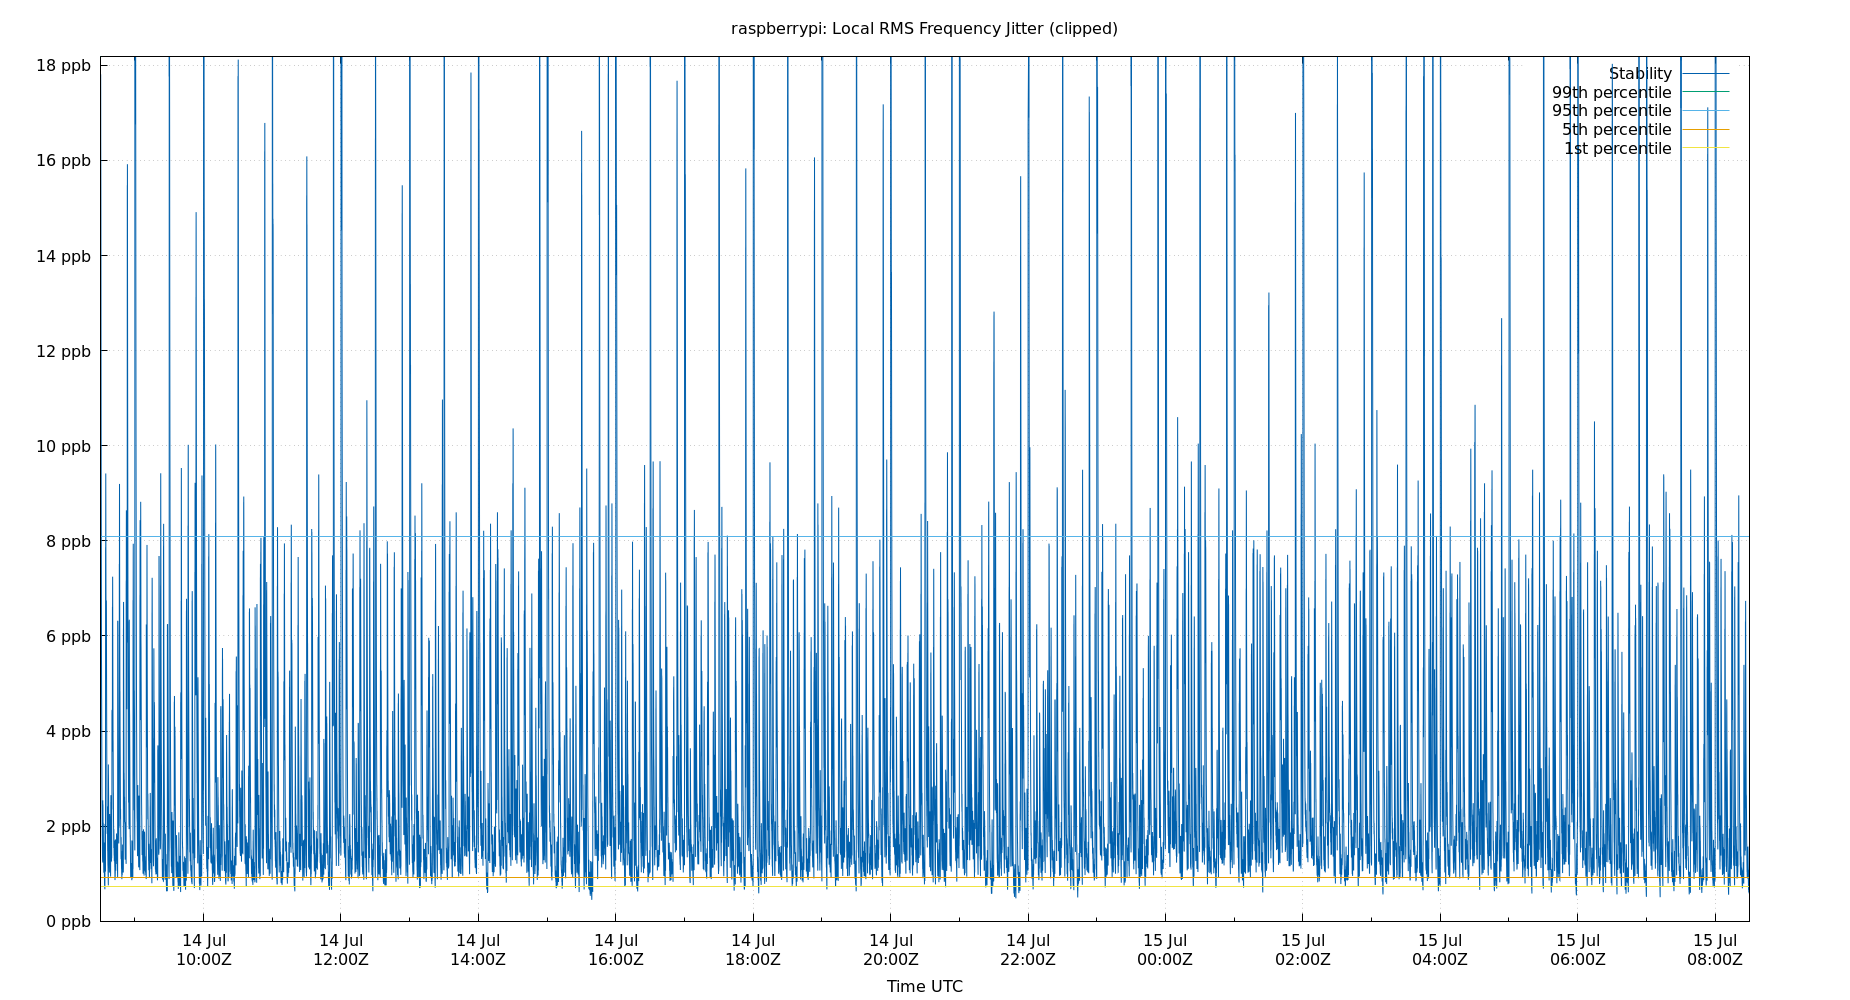 raspberrypi: Local RMS Frequency Jitter (clipped)
18 ppb
16 ppb
14 ppb
12 ppb
10 ppb
8 ppb
6 ppb
4 ppb
2 ppb
0 ppb
Stability
99th percentile
95th percentile
5th percentile
1st percentile
14 Jul 14 Jul 14 Jul 14 Jul 14 Jul 14 Jul 14 Jul 15 Jul 15 Jul 15 Jul 15 Jul 15 Jul
10:00Z 12:00Z 14:00Z 16:00Z 18:00Z 20:00Z 22:00Z 00:00Z 02:00Z 04:00Z 06:00Z 08:00Z
Time UTC